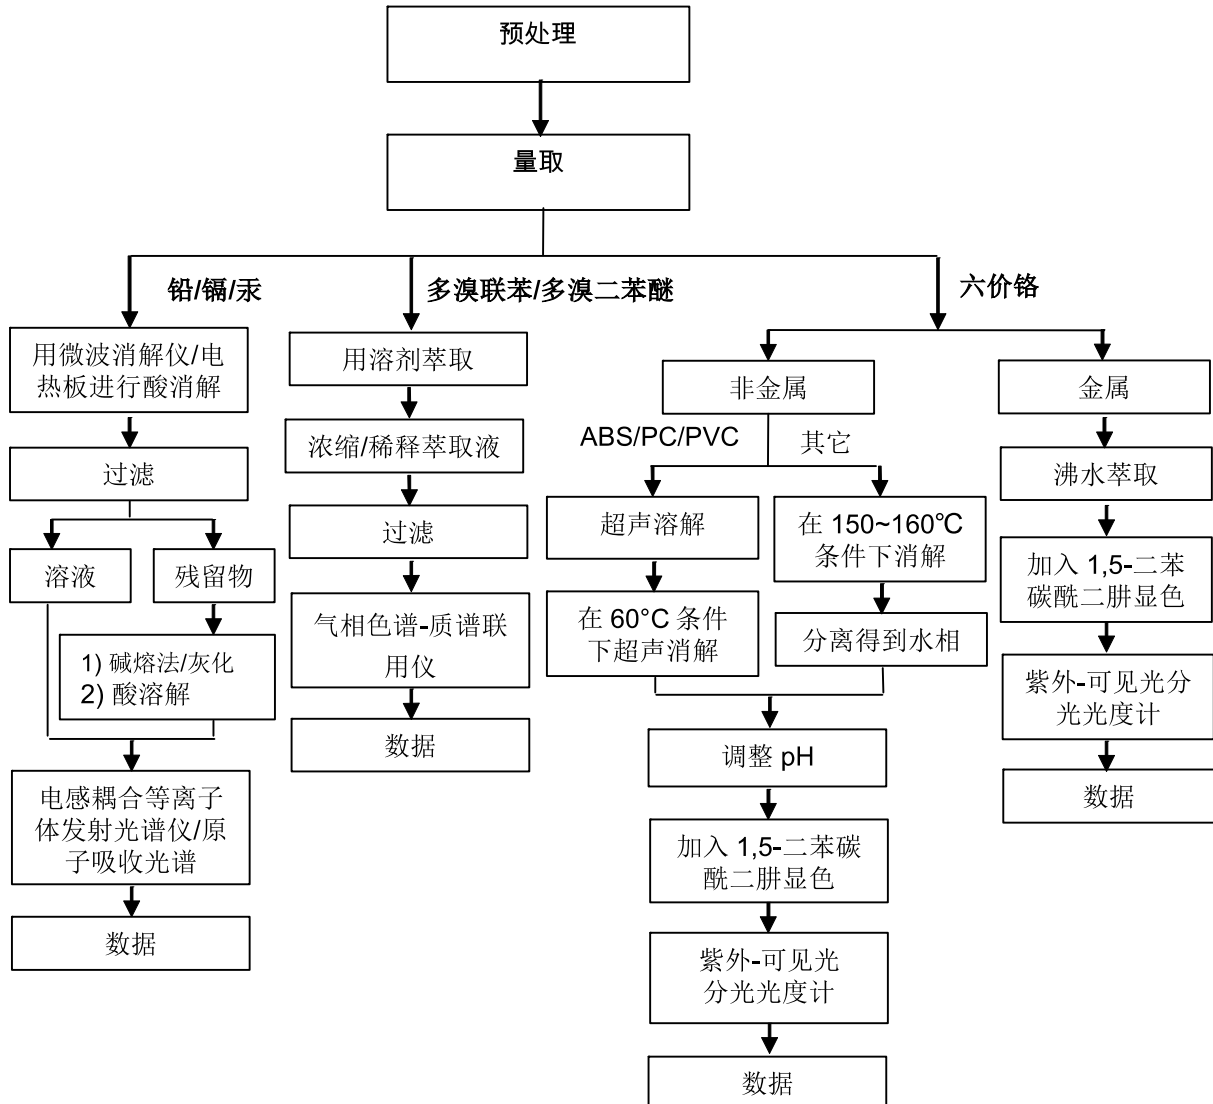 预处理
量取
铅/镉/汞
多溴联苯/多溴二苯醚
六价铬
用微波消解仪/电
热板进行酸消解
过滤
溶液
残留物
1) 碱熔法/灰化
2) 酸溶解
电感耦合等离子
体发射光谱仪/原
子吸收光谱
数据
用溶剂萃取
浓缩/稀释萃取液
过滤
气相色谱-质谱联
用仪
数据
非金属
ABS/PC/PVC
其它
超声溶解
在 60°C 条件
下超声消解
在 150~160℃
条件下消解
分离得到水相
调整 pH
加入 1,5-二苯碳
酰二肼显色
紫外-可见光
分光光度计
数据
金属
沸水萃取
加入 1,5-二苯
碳酰二肼显色
紫外-可见光分
光光度计
数据